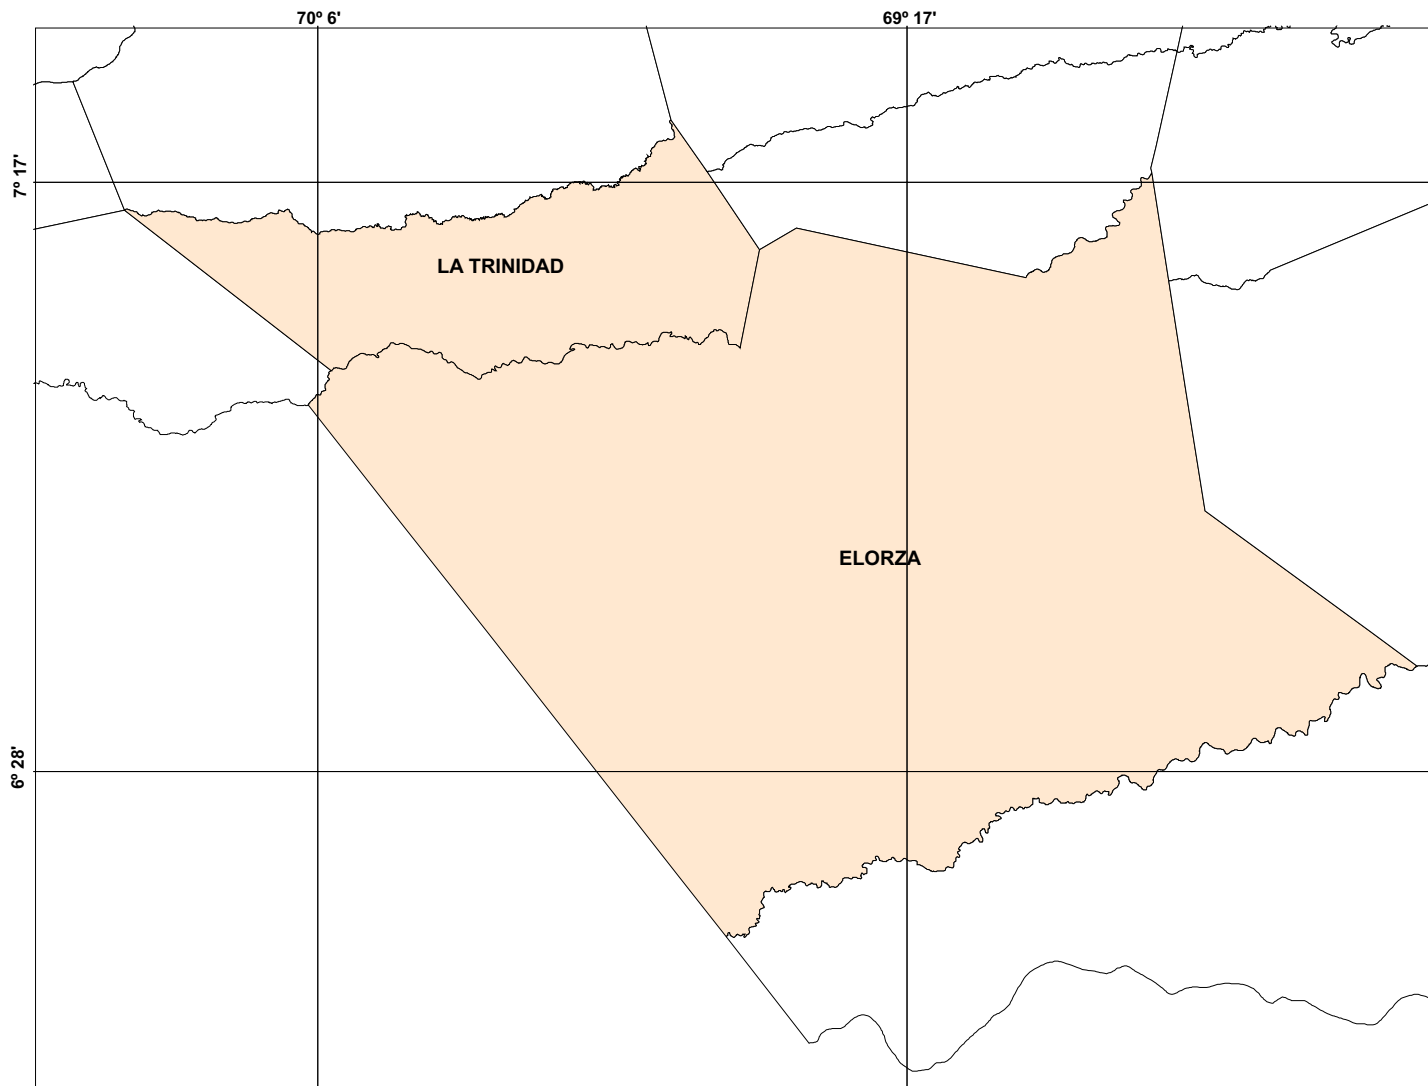 70º 6'
69º 17'
7º 17'
LA TRINIDAD
ELORZA
6º 28'